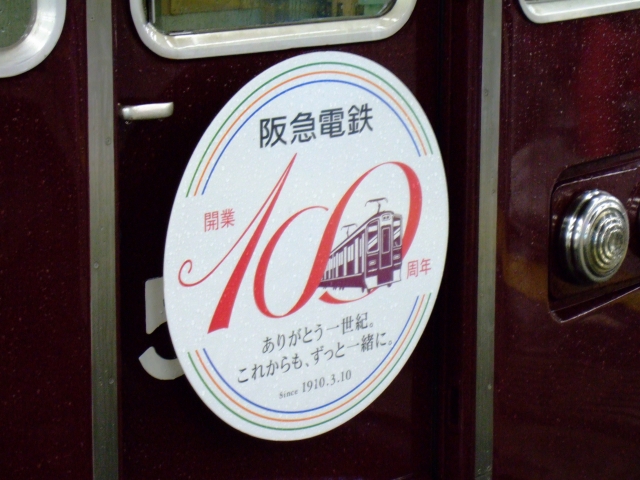 阪急電鉄
開業
100
周年
ありがとう一世紀。
これからも、ずっと一緒に。
Since 1910.3.10